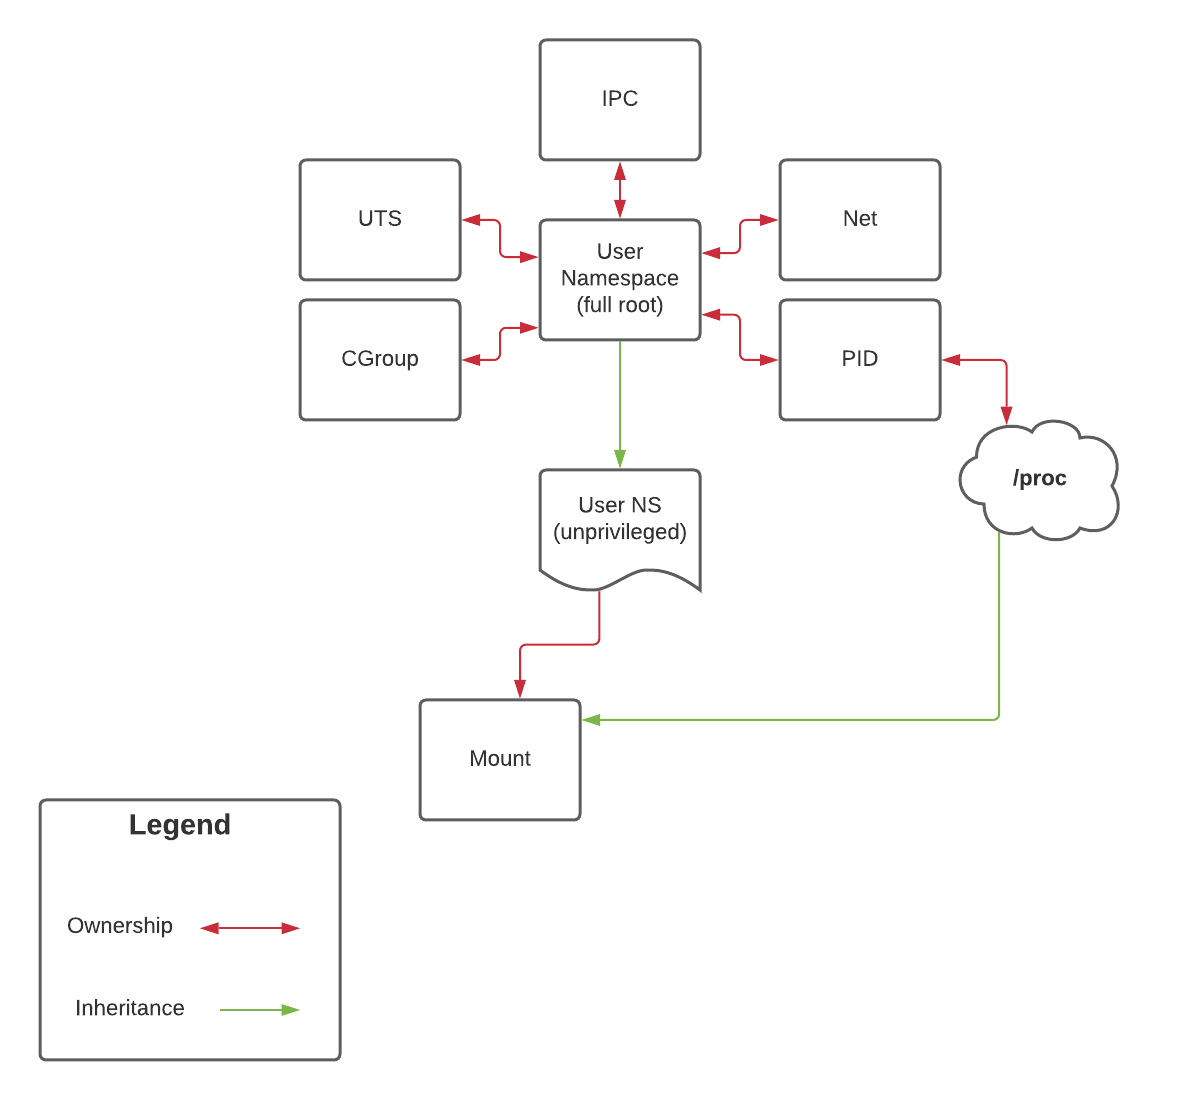 IPC
UTS
Net
User
Namespace
(full root)
CGroup
PID
/proc
User NS
(unprivileged)
Mount
Legend
Ownership
Inheritance